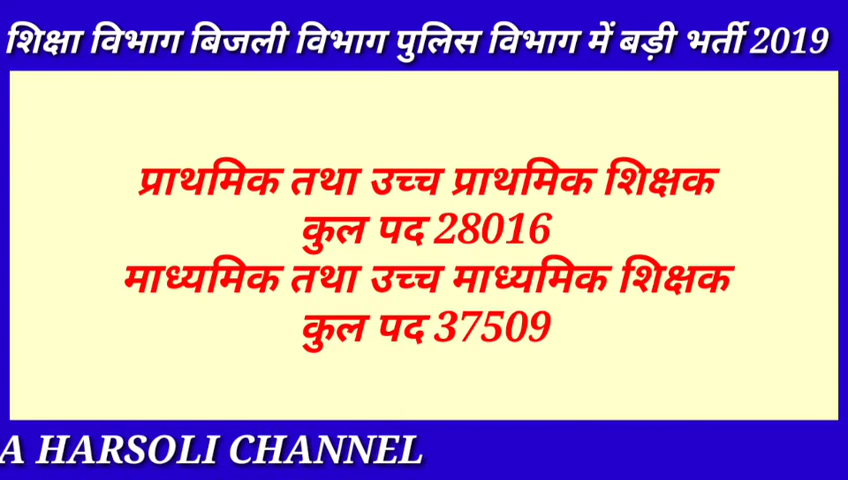 शिक्षा विभाग बिजली विभाग पुलिस विभाग में बड़ी भर्ती 2019
प्राथमिक तथा उच्च प्राथमिक शिक्षक
कुल पद 28016
माध्यमिक तथा उच्च माध्यमिक शिक्षक
कुल पद 37509
A HARSOLI CHANNEL